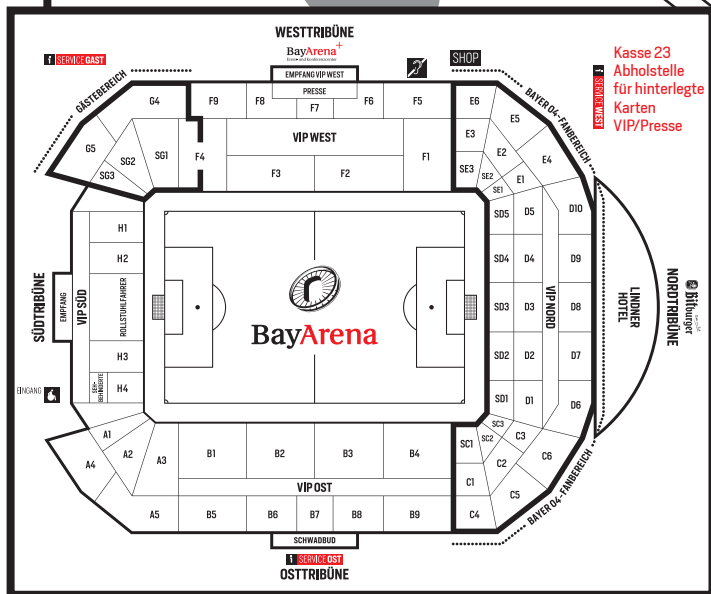 WESTTRIBÜNE
BayArena+
Event- und Konferenzcenter
i SERVICE GAST
EMPFANG VIP WEST
PRESSE
SHOP
i SERVICE WEST
Kasse 23
Abholstelle
für hinterlegte
Karten
VIP/Presse
GÄSTEBEREICH
BAYER 04-FANBEREICH
G4
F9
F8
F7
F6
F5
E6
E5
G5
SG3
SG2
SG1
F4
VIP WEST
F3
F2
F1
E3
E2
E4
SE3
SE2
SE1
E1
H1
H2
ROLLSTUHLFAHRER
H3
H4
SEH-
BEHINDERTE
VIP SÜD
EMPFANG
SÜDTRIBÜNE
EINGANG
BayArena
SD5
D5
D10
SD4
D4
D9
SD3
D3
D8
SD2
D2
D7
SD1
D1
D6
VIP NORD
LINDNER
HOTEL
NORDTRIBÜNE
Bitburger
A1
A2
A3
A4
A5
B1
B2
B3
B4
VIP OST
B5
B6
B7
B8
B9
SC1
SC2
SC3
C3
C2
C1
C6
C5
C4
BAYER 04-FANBEREICH
SCHWADBUD
i SERVICE OST
OSTTRIBÜNE